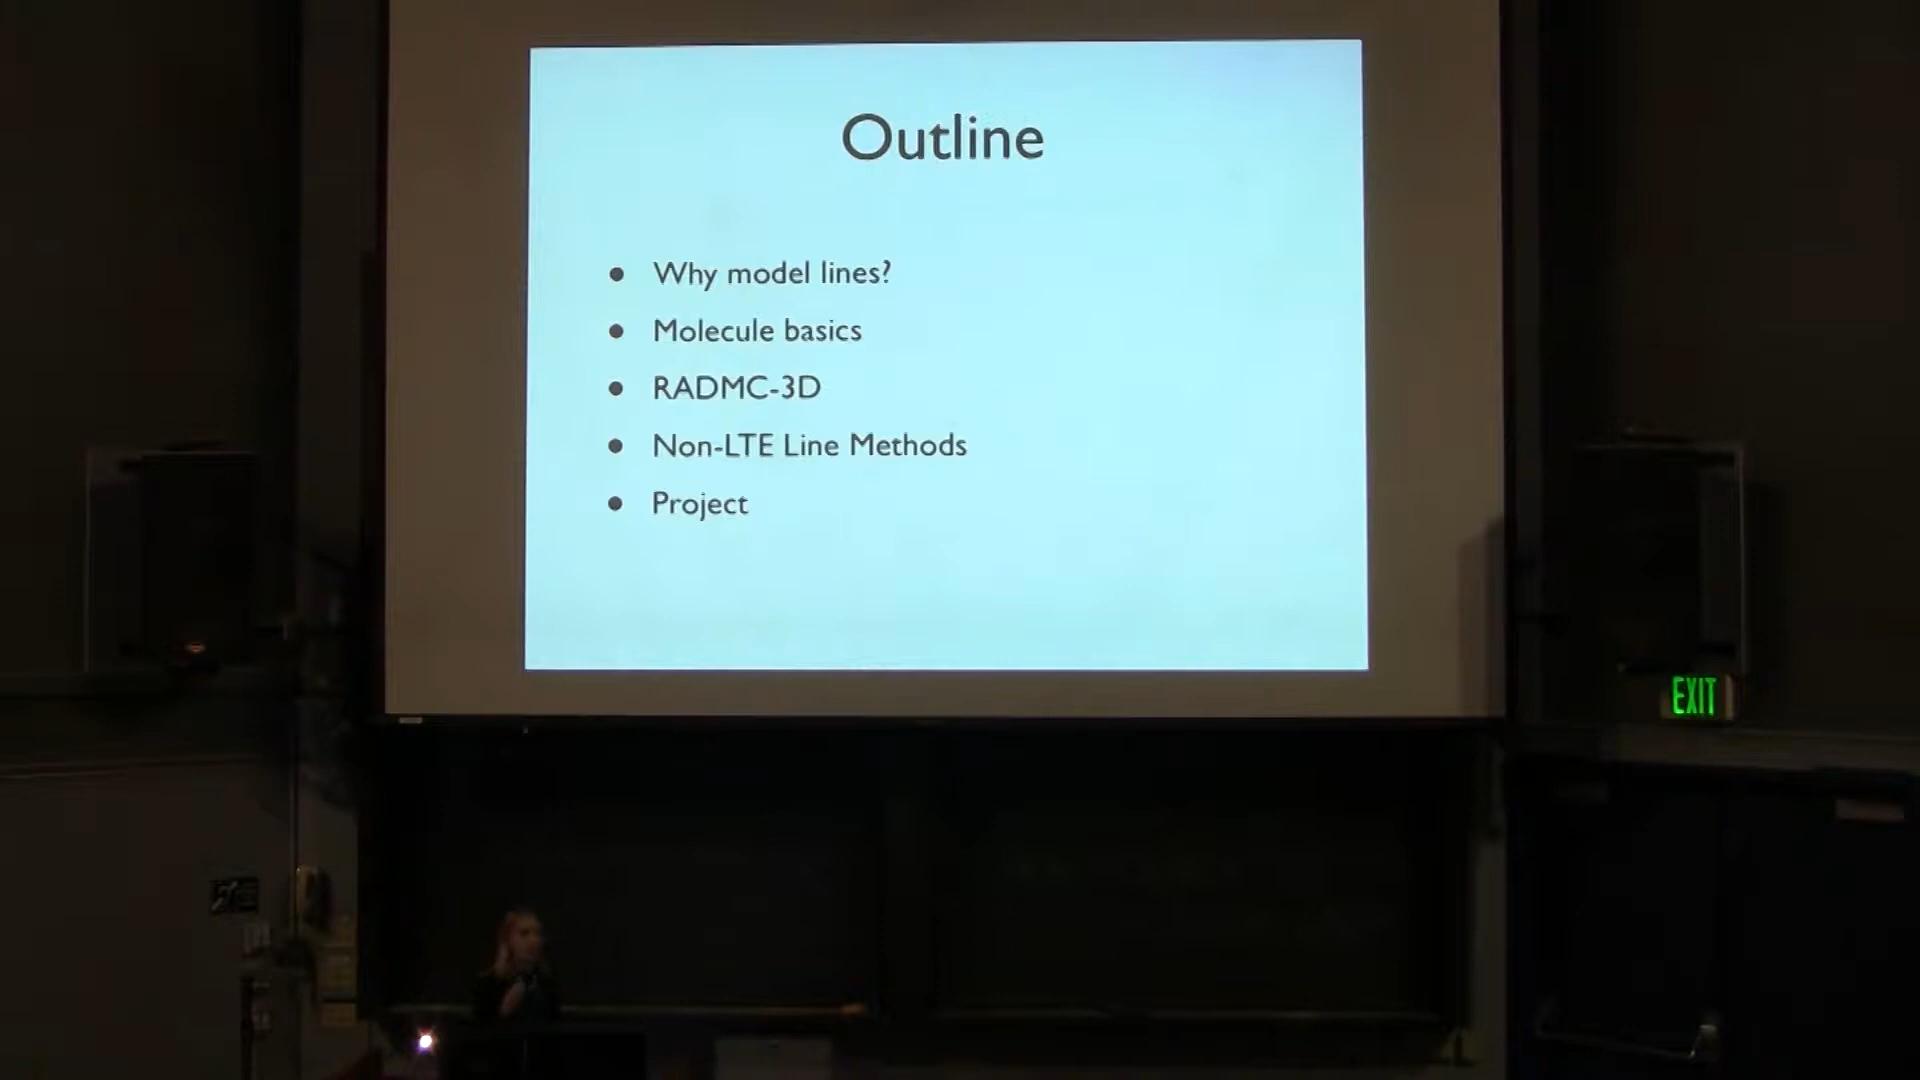 Outline
Why model lines?
Molecule basics
RADMC-3D
Non-LTE Line Methods
Project
EXIT